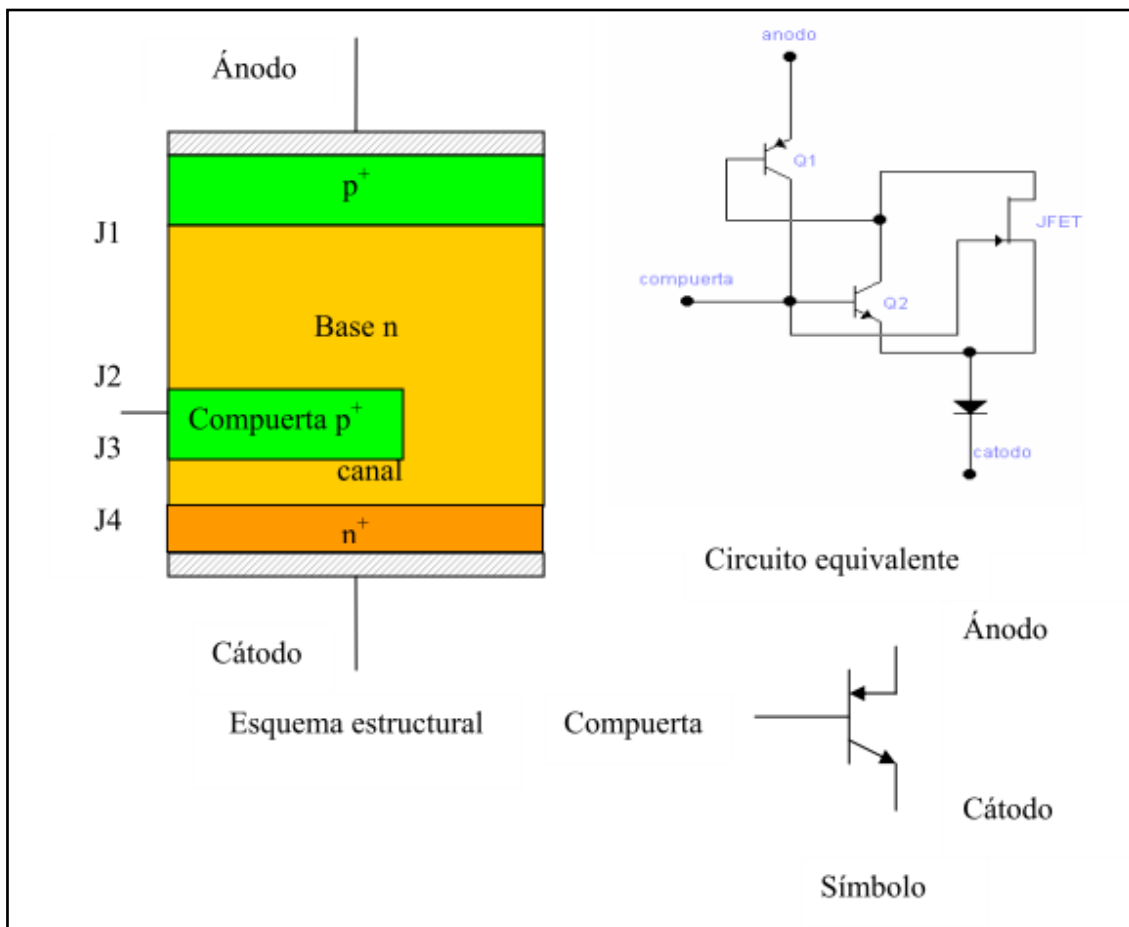 Ánodo
p+
J1
Base n
J2
Compuerta p+
J3
canal
J4
n+
Cátodo
Esquema estructural
anodo
Q1
JFET
compuerta
Q2
catodo
Circuito equivalente
Ánodo
Compuerta
Cátodo
Símbolo